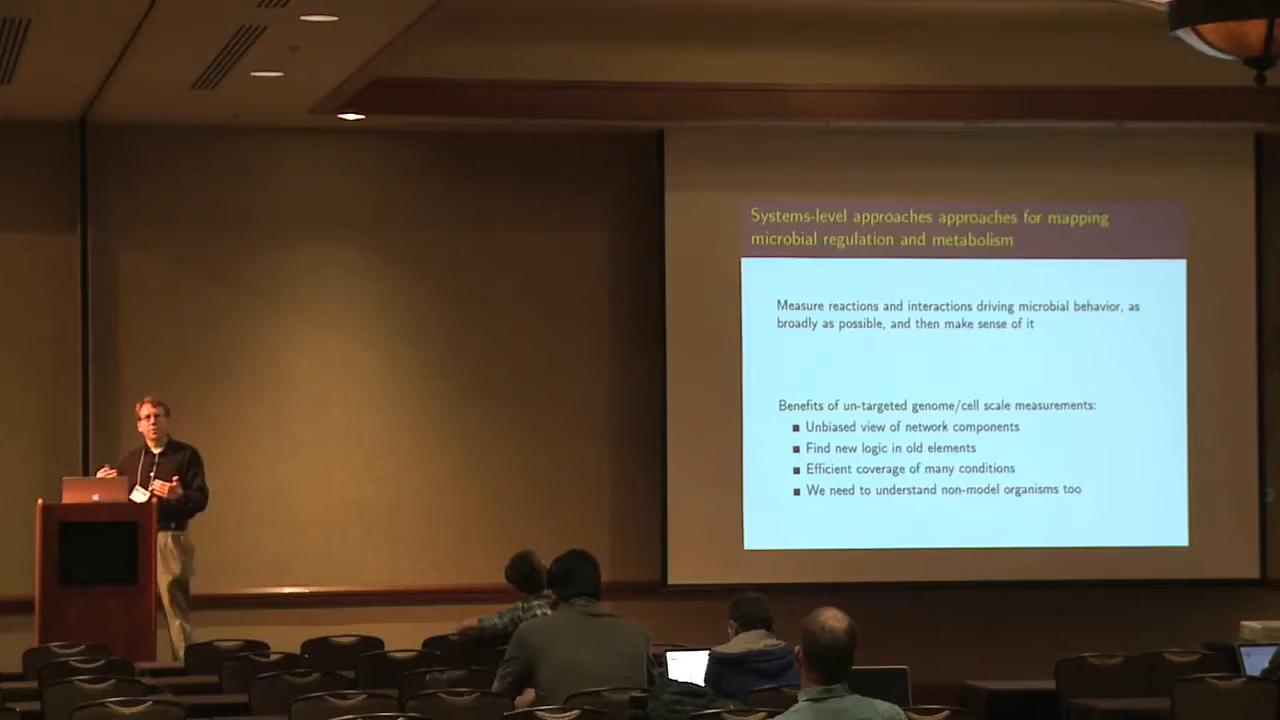 Systems-level approaches approaches for mapping
microbial regulation and metabolism
Measure reactions and interactions driving microbial behavior, as
broadly as possible, and then make sense of it
Benefits of un-targeted genome/cell scale measurements:
Unbiased view of network components
Find new logic in old elements
Efficient coverage of many conditions
We need to understand non-model organisms too